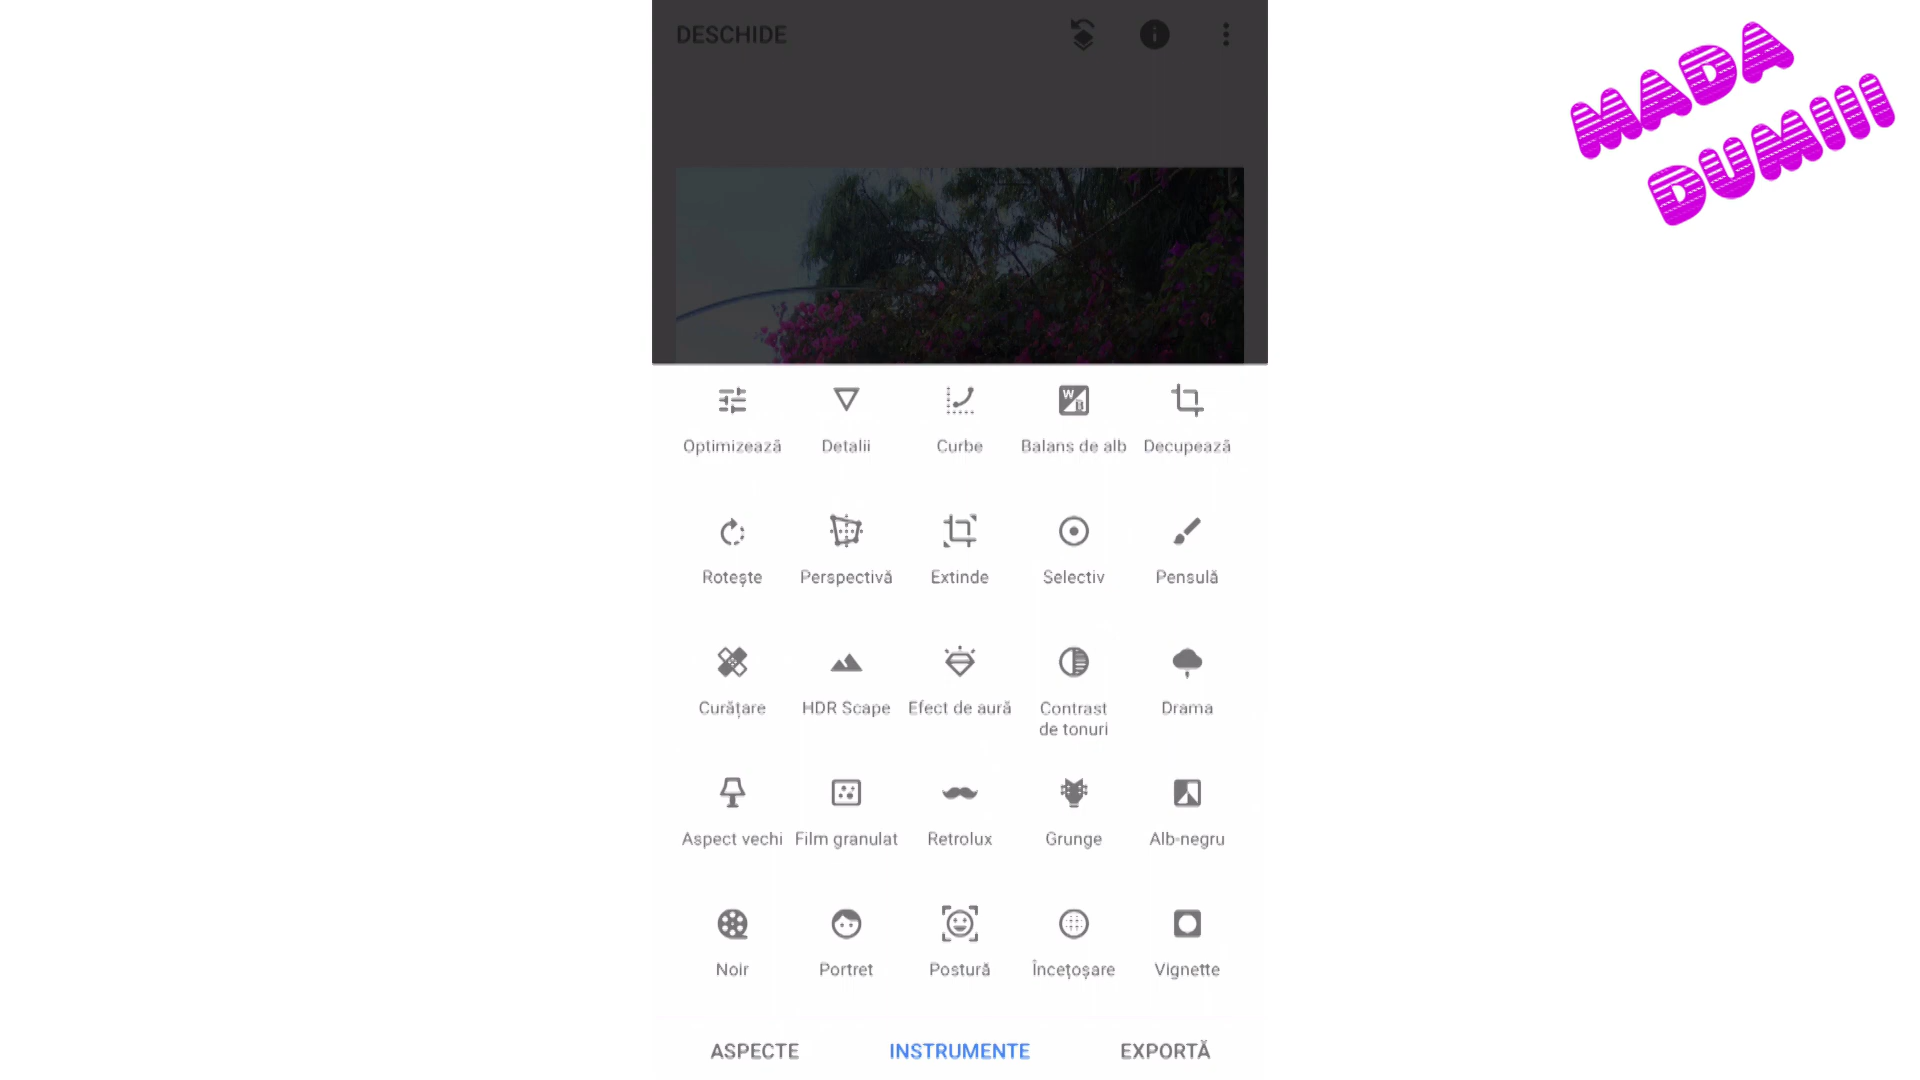 DESCHIDE
MADA
DUMIII
Optimizează Detalii Curbe Balans de alb Decupează
Rotește Perspectivă Extinde Selectiv Pensulă
Curățare HDR Scape Efect de aură Contrast de tonuri Drama
Aspect vechi Film granulat Retrolux Grunge Alb-negru
Noir Portret Postură Încețoșare Vignette
ASPECTE INSTRUMENTE EXPORTĂ